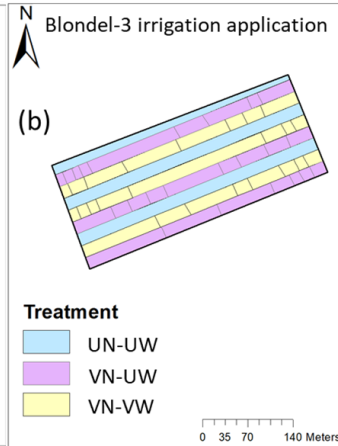 N
Blondel-3 irrigation application
(b)
Treatment
UN-UW
VN-UW
VN-VW
0 35 70 140 Meters